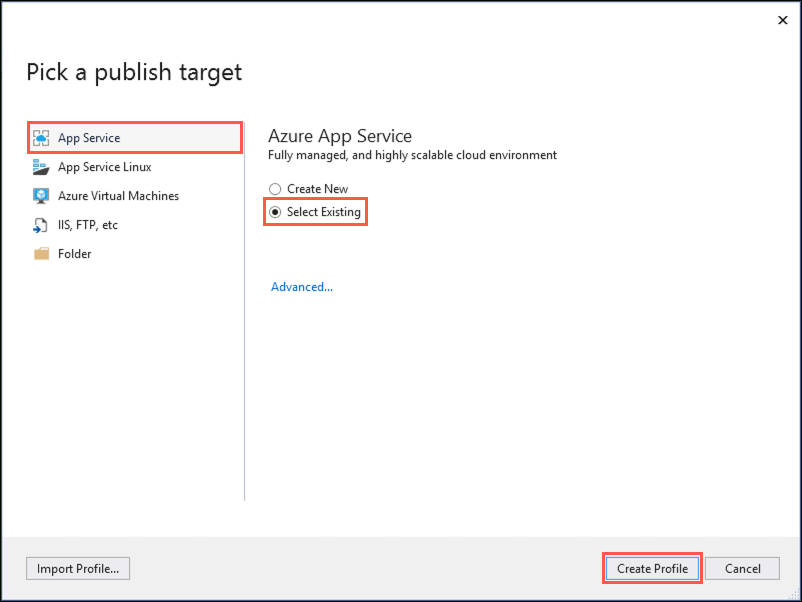 Pick a publish target
App Service
App Service Linux
Azure Virtual Machines
IIS, FTP, etc
Folder
Azure App Service
Fully managed, and highly scalable cloud environment
Create New
Select Existing
Advanced...
Import Profile...
Create Profile
Cancel